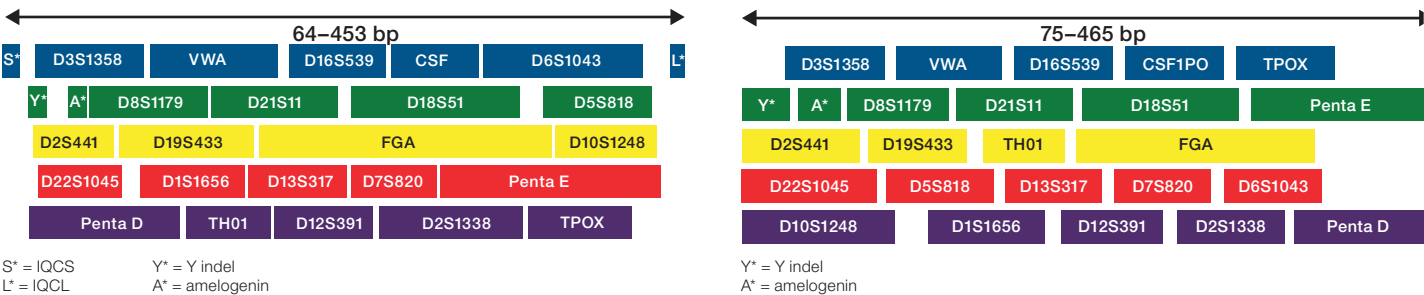 64–453 bp
S* D3S1358 VWA D16S539 CSF D6S1043 L*
Y* A* D8S1179 D21S11 D18S51 D5S818
D2S441 D19S433 FGA D10S1248
D22S1045 D1S1656 D13S317 D7S820 Penta E
Penta D TH01 D12S391 D2S1338 TPOX
S* = IQCS Y* = Y indel
L* = IQCL A* = amelogenin
75–465 bp
D3S1358 VWA D16S539 CSF1PO TPOX
Y* A* D8S1179 D21S11 D18S51 Penta E
D2S441 D19S433 TH01 FGA
D22S1045 D5S818 D13S317 D7S820 D6S1043
D10S1248 D1S1656 D12S391 D2S1338 Penta D
Y* = Y indel
A* = amelogenin